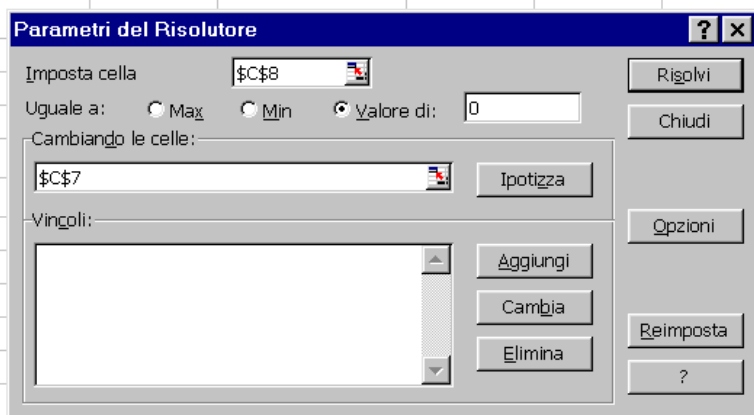 Parametri del Risolutore ? ×
Imposta cella $C$8 Risolvi
Uguale a: Max Min Valore di: 0
Chiudi
Cambiando le celle:
$C$7 Ipotizza
Opzioni
Vincoli:
Aggiungi
Cambia
Reimposta
Elimina
?